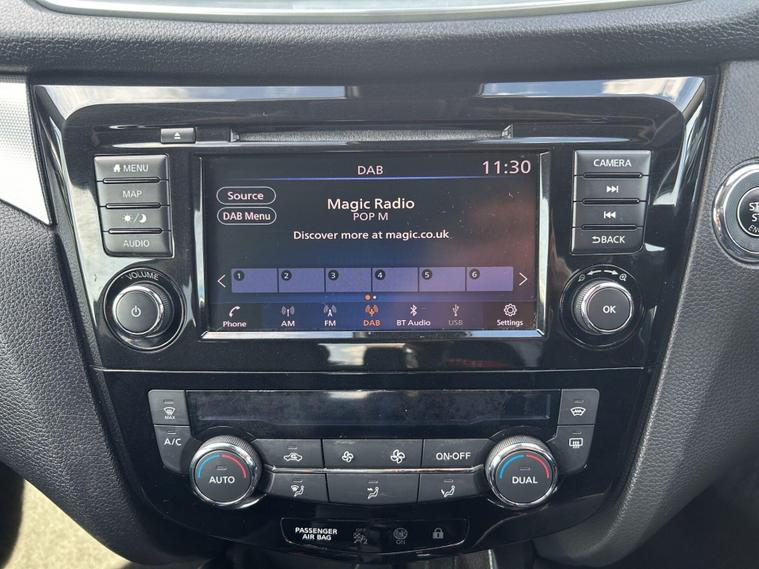 DAB 11:30
MENU
MAP
AUDIO
VOLUME
Source
DAB Menu
Magic Radio
POP M
Discover more at magic.co.uk
1 2 3 4 5 6
Phone AM FM DAB BT Audio USB Settings
CAMERA
BACK
OK
MAX
A/C
AUTO
ON·OFF
DUAL
PASSENGER
AIR BAG
OFF
ON